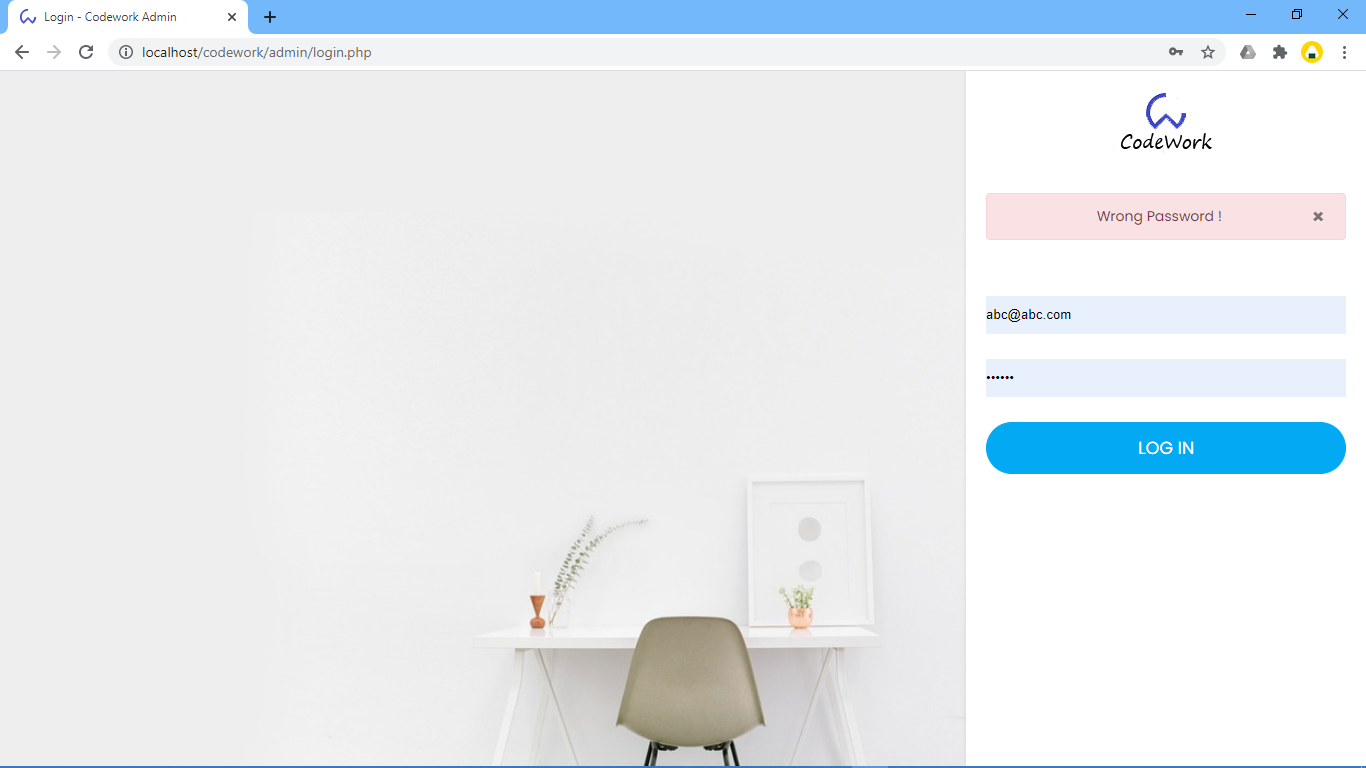 Login - Codework Admin
localhost/codework/admin/login.php
CodeWork
Wrong Password !
abc@abc.com
••••••
LOG IN